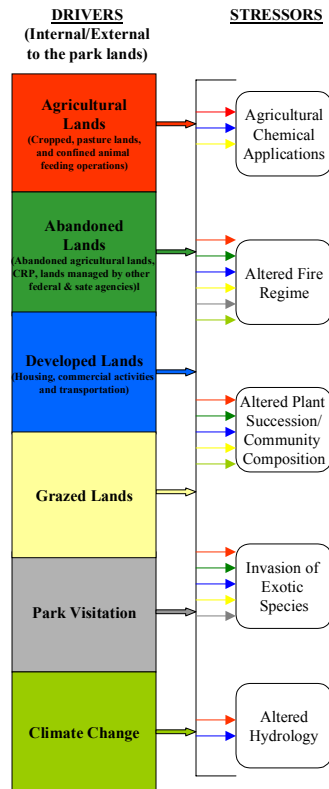 DRIVERS
(Internal/External
to the park lands)
STRESSORS
Agricultural
Lands
(Cropped, pasture lands,
and confined animal
feeding operations)
Abandoned
Lands
(Abandoned agricultural lands,
CRP, lands managed by other
federal & sate agencies)l
Developed Lands
(Housing, commercial activities
and transportation)
Grazed Lands
Park Visitation
Climate Change
Agricultural
Chemical
Applications
Altered Fire
Regime
Altered Plant
Succession/
Community
Composition
Invasion of
Exotic
Species
Altered
Hydrology